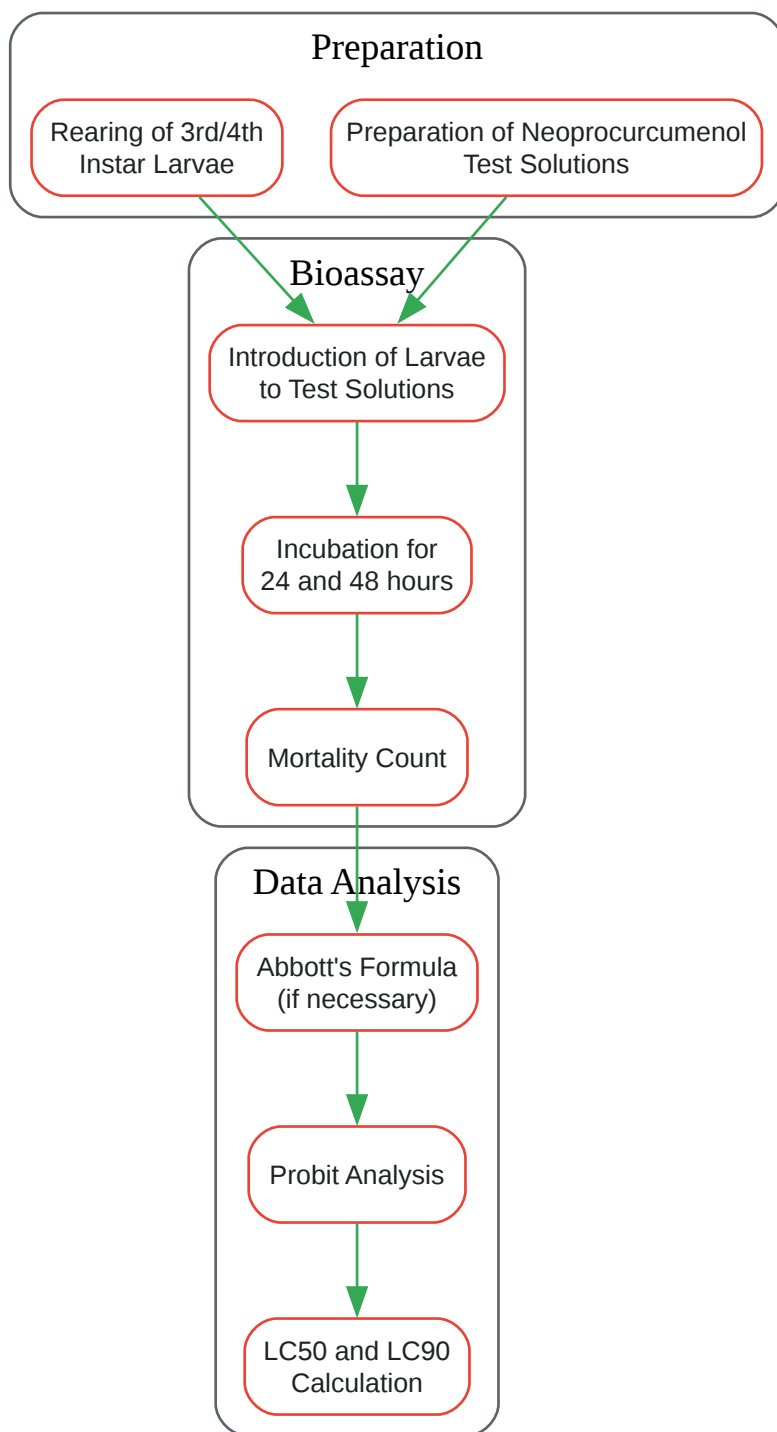 Preparation
Rearing of 3rd/4th
Instar Larvae
Preparation of Neoprocurcumenol
Test Solutions
Bioassay
Introduction of Larvae
to Test Solutions
Incubation for
24 and 48 hours
Mortality Count
Data Analysis
Abbott's Formula
(if necessary)
Probit Analysis
LC50 and LC90
Calculation